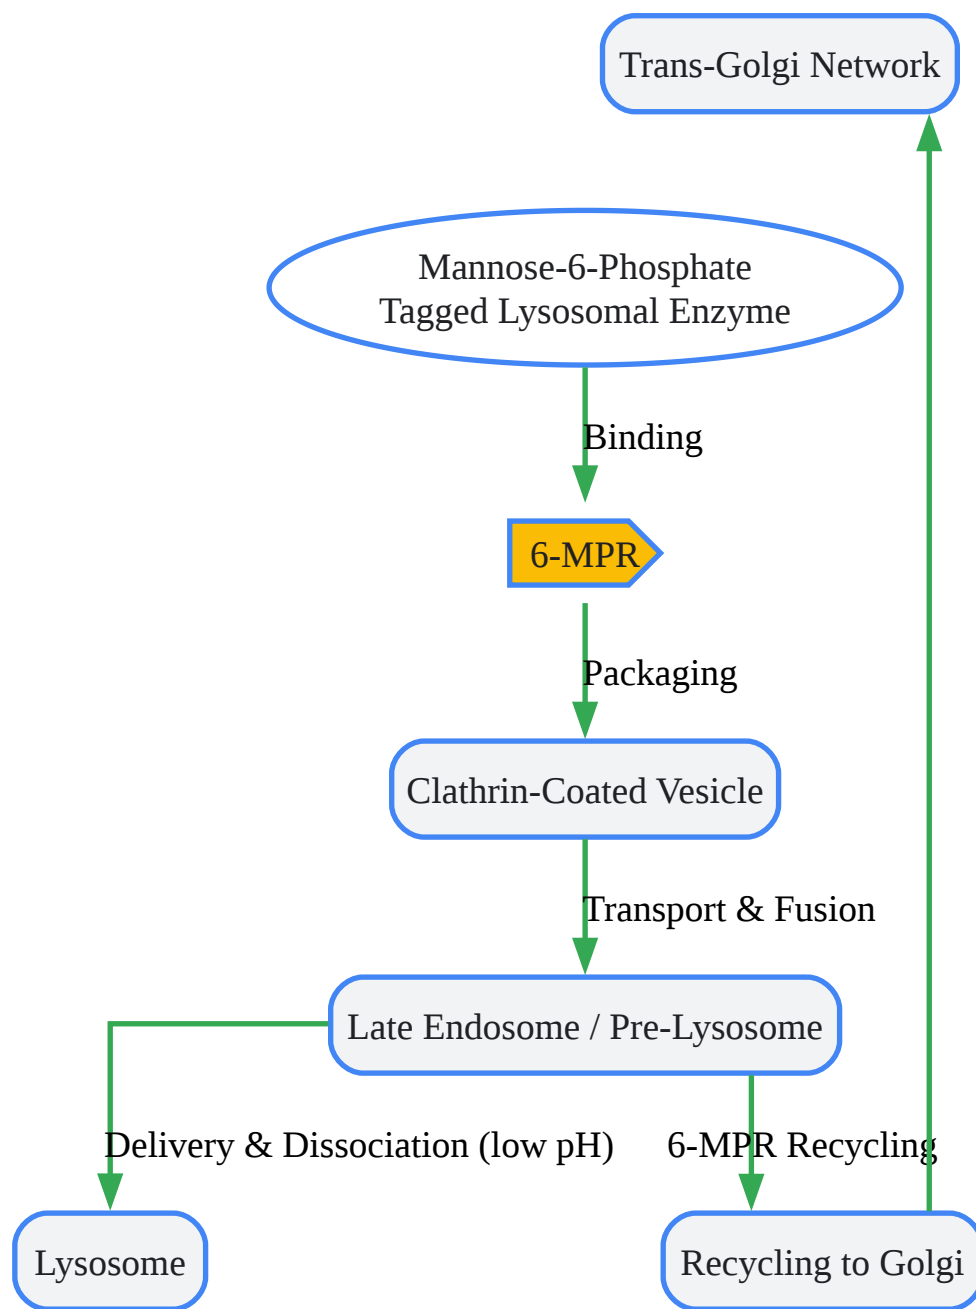 Trans-Golgi Network
Mannose-6-Phosphate
Tagged Lysosomal Enzyme
Binding
6-MPR
Packaging
Clathrin-Coated Vesicle
Transport & Fusion
Late Endosome / Pre-Lysosome
Delivery & Dissociation (low pH)
6-MPR Recycling
Lysosome
Recycling to Golgi